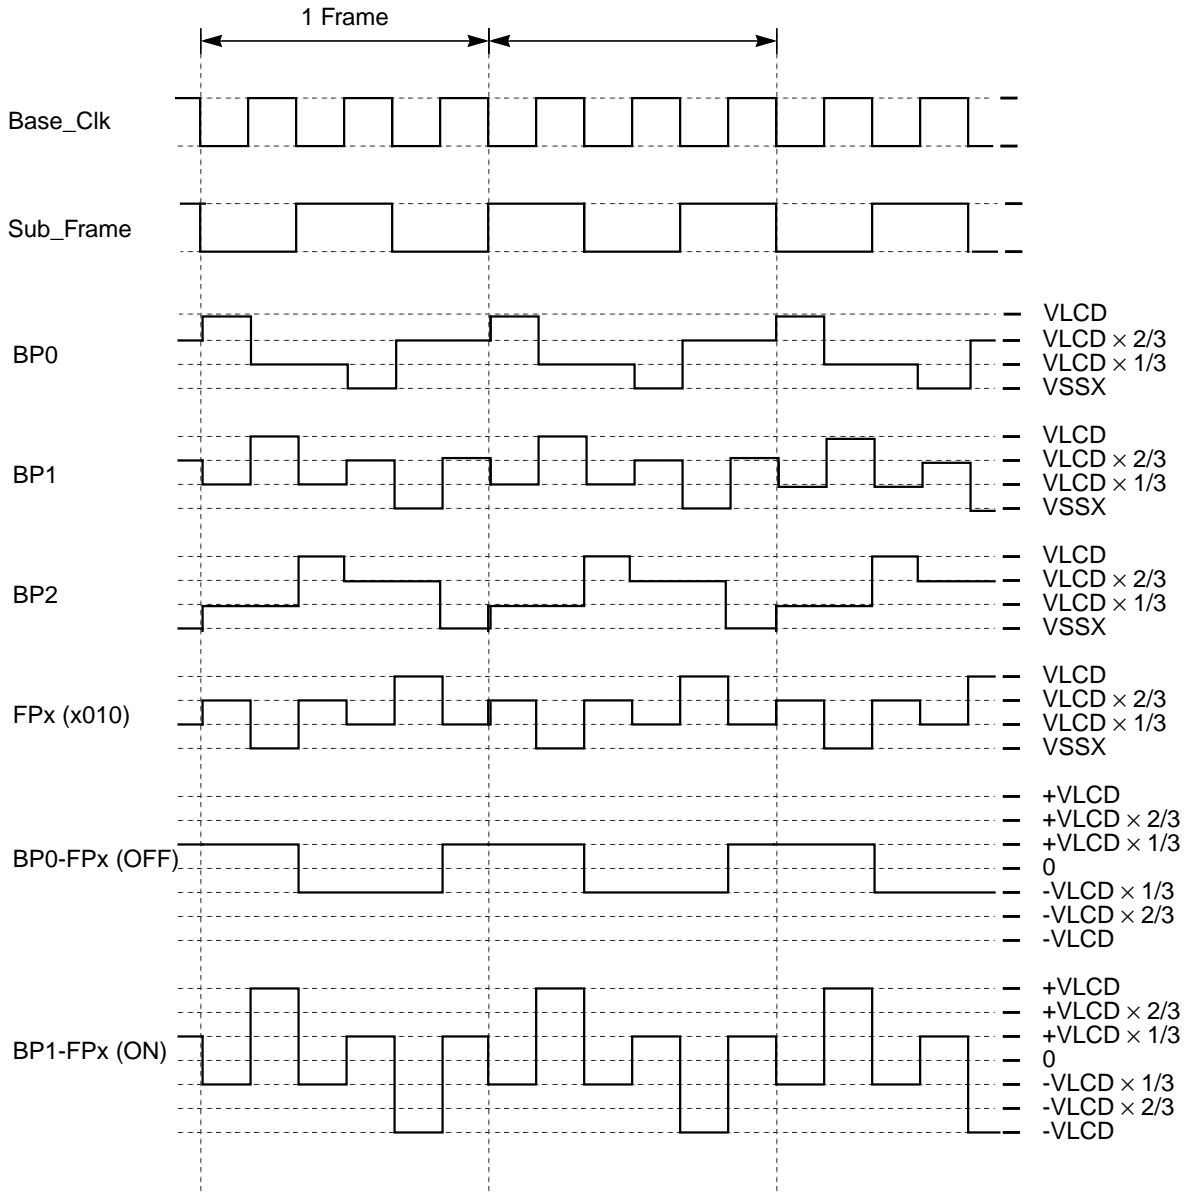 1 Frame
Base_Clk
Sub_Frame
BP0
VLCD
VLCD × 2/3
VLCD × 1/3
VSSX
BP1
VLCD
VLCD × 2/3
VLCD × 1/3
VSSX
BP2
VLCD
VLCD × 2/3
VLCD × 1/3
VSSX
FPx (x010)
VLCD
VLCD × 2/3
VLCD × 1/3
VSSX
BP0-FPx (OFF)
+VLCD
+VLCD × 2/3
+VLCD × 1/3
0
-VLCD × 1/3
-VLCD × 2/3
-VLCD
BP1-FPx (ON)
+VLCD
+VLCD × 2/3
+VLCD × 1/3
0
-VLCD × 1/3
-VLCD × 2/3
-VLCD